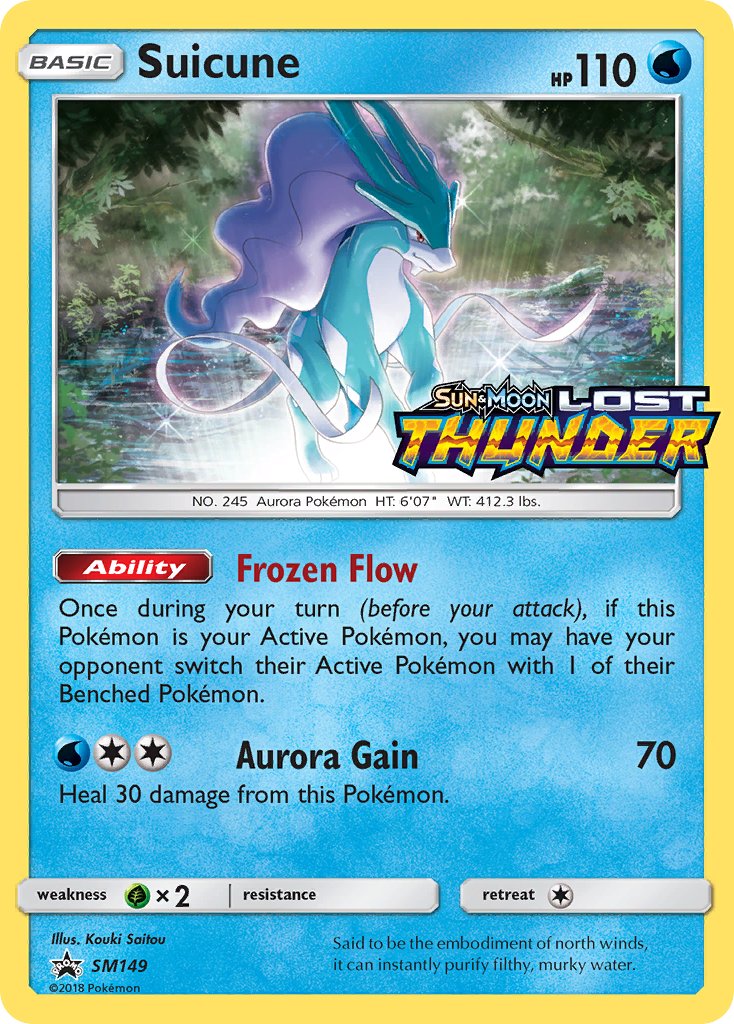 BASIC Suicune HP 110
SUN & MOON LOST
THUNDER
NO. 245 Aurora Pokémon HT: 6'07" WT: 412.3 lbs.
Ability Frozen Flow
Once during your turn (before your attack), if this
Pokémon is your Active Pokémon, you may have your
opponent switch their Active Pokémon with 1 of their
Benched Pokémon.
Aurora Gain 70
Heal 30 damage from this Pokémon.
weakness ×2 resistance retreat
Illus. Kouki Saitou
PROMO SM149
©2018 Pokémon
Said to be the embodiment of north winds,
it can instantly purify filthy, murky water.